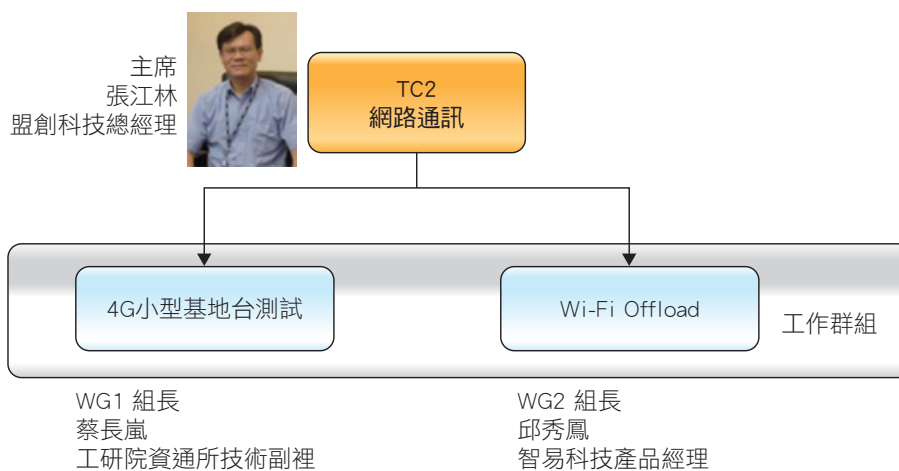 主席
張江林
盟創科技總經理
TC2
網路通訊
4G小型基地台測試
Wi-Fi Offload
工作群組
WG1 組長
蔡長嵐
工研院資通所技術副裡
WG2 組長
邱秀鳳
智易科技產品經理